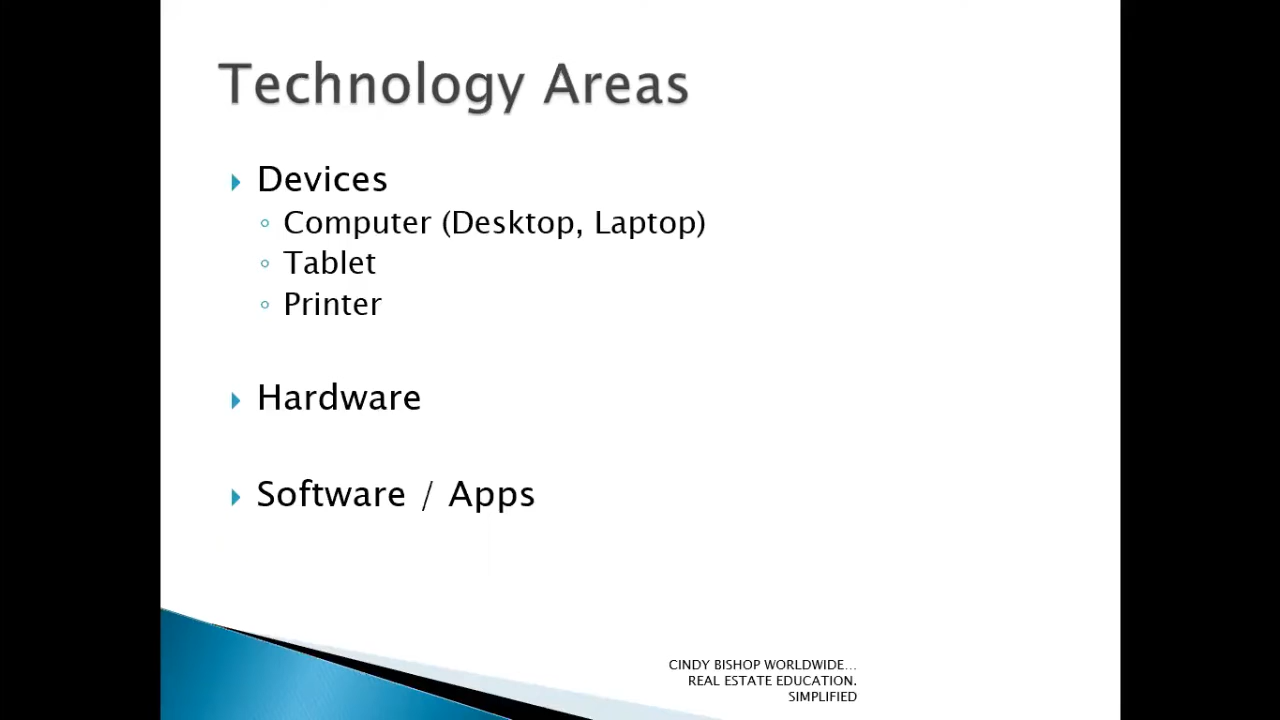 Technology Areas
Devices
Computer (Desktop, Laptop)
Tablet
Printer
Hardware
Software / Apps
CINDY BISHOP WORLDWIDE…
REAL ESTATE EDUCATION.
SIMPLIFIED